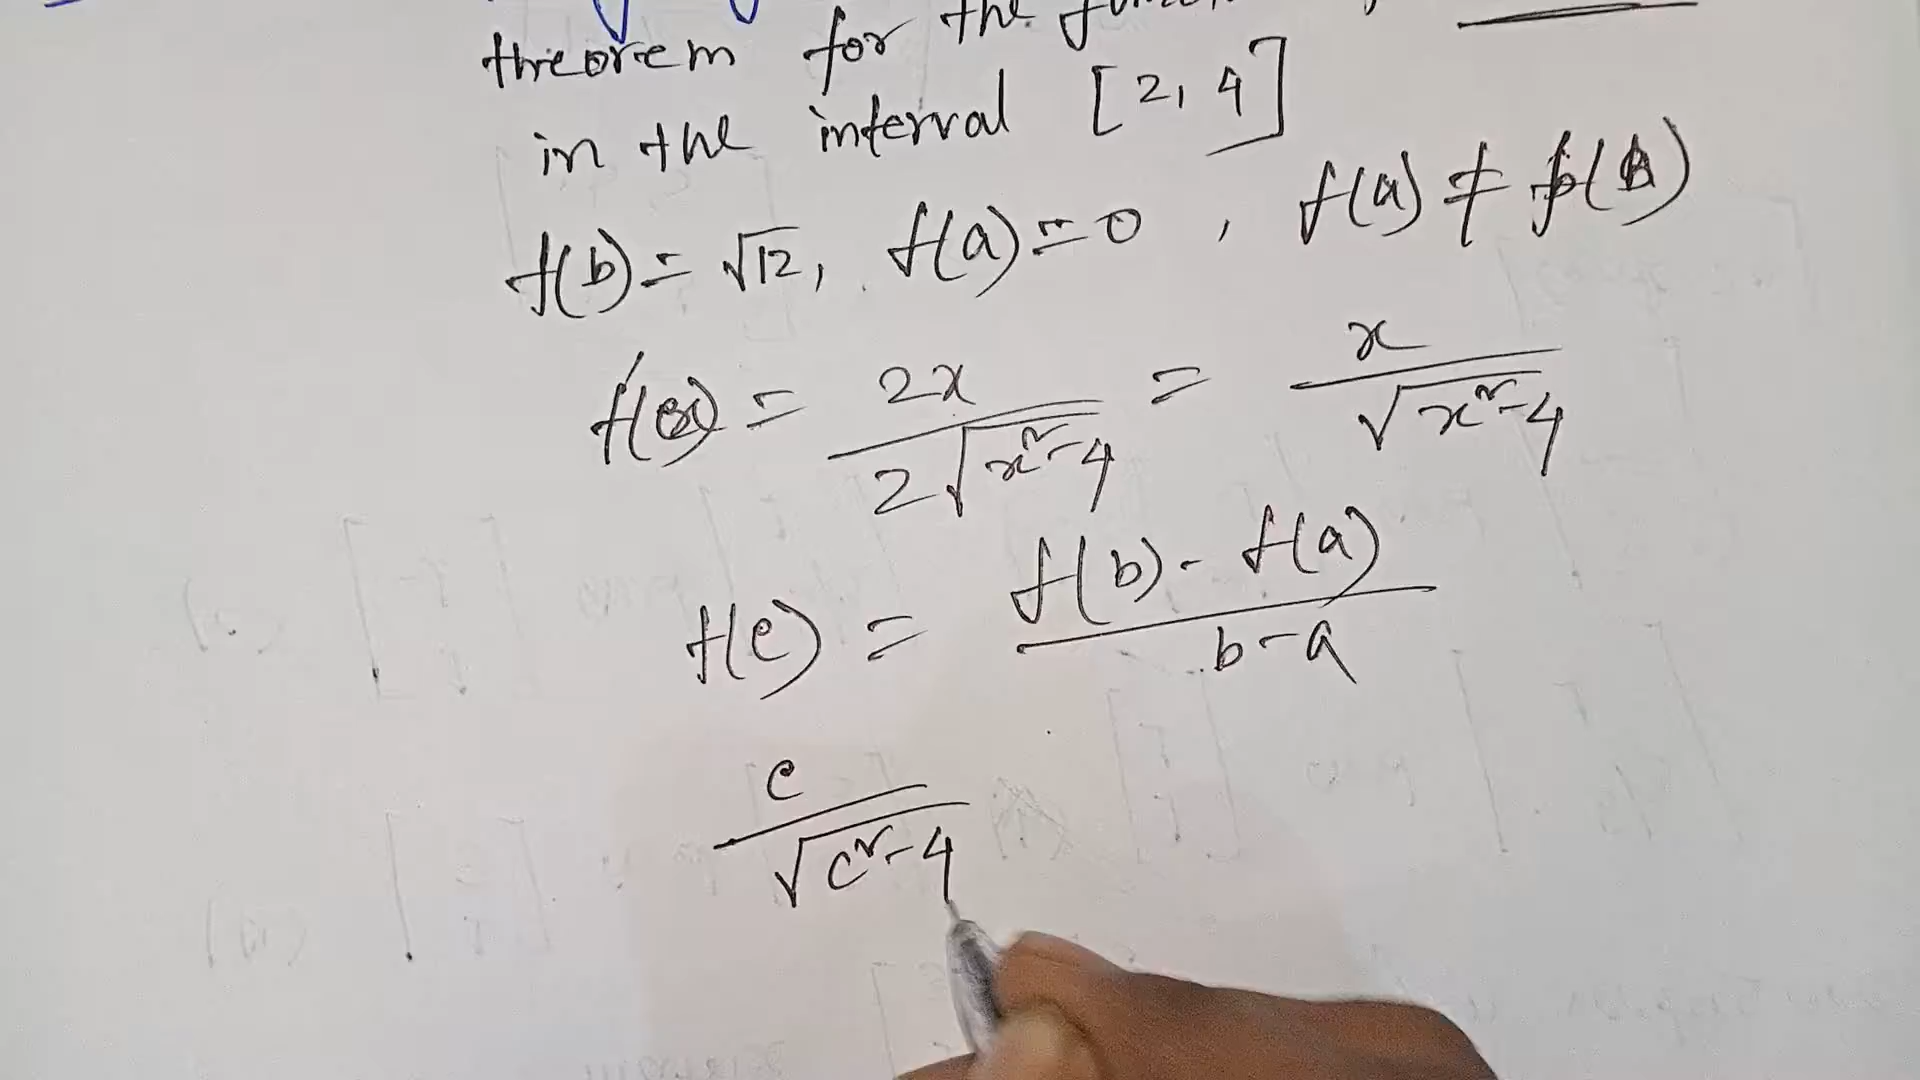 theorem for the
in the interval [2, 4]
f(b) = √12, f(a) = 0, f(a) ≠ f(b)
f'(x) = 2x / 2√x²-4 = x / √x²-4
f(c) = f(b) - f(a) / b-a
c / √c²-4